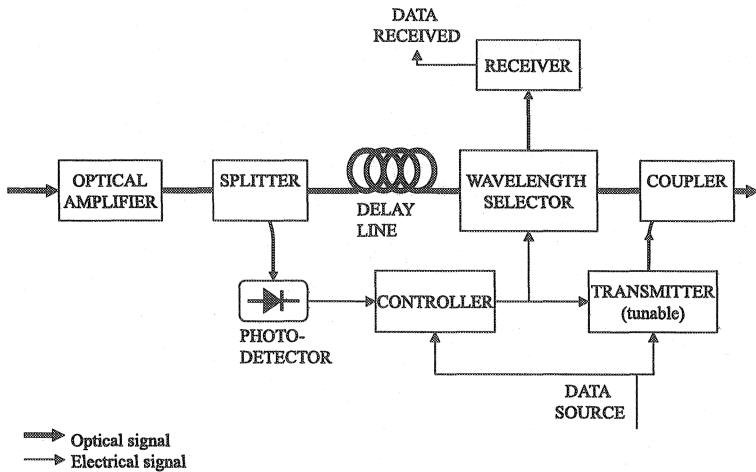 DATA
RECEIVED
RECEIVER
OPTICAL
AMPLIFIER
SPLITTER
DELAY
LINE
WAVELENGTH
SELECTOR
COUPLER
PHOTO-
DETECTOR
CONTROLLER
TRANSMITTER
(tunable)
DATA
SOURCE
Optical signal
Electrical signal